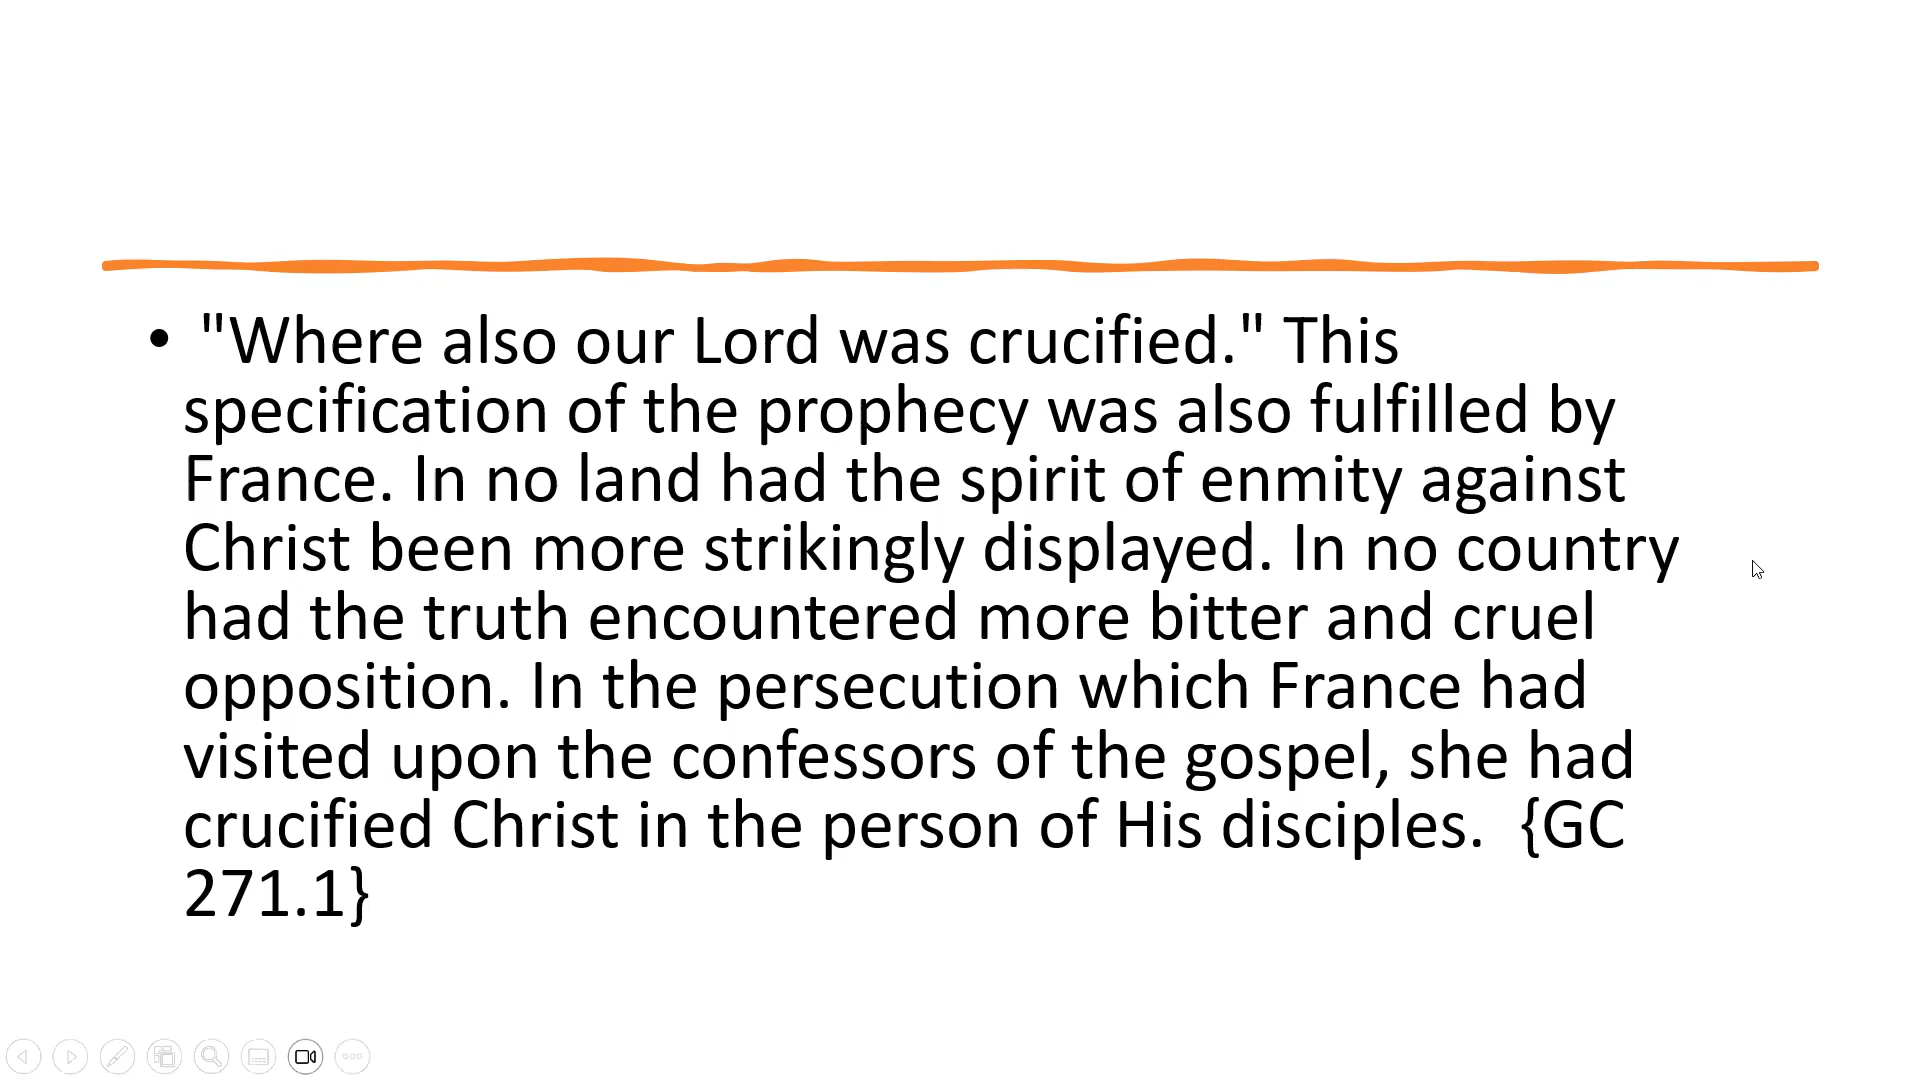 • "Where also our Lord was crucified." This
specification of the prophecy was also fulfilled by
France. In no land had the spirit of enmity against
Christ been more strikingly displayed. In no country
had the truth encountered more bitter and cruel
opposition. In the persecution which France had
visited upon the confessors of the gospel, she had
crucified Christ in the person of His disciples.  {GC
271.1}